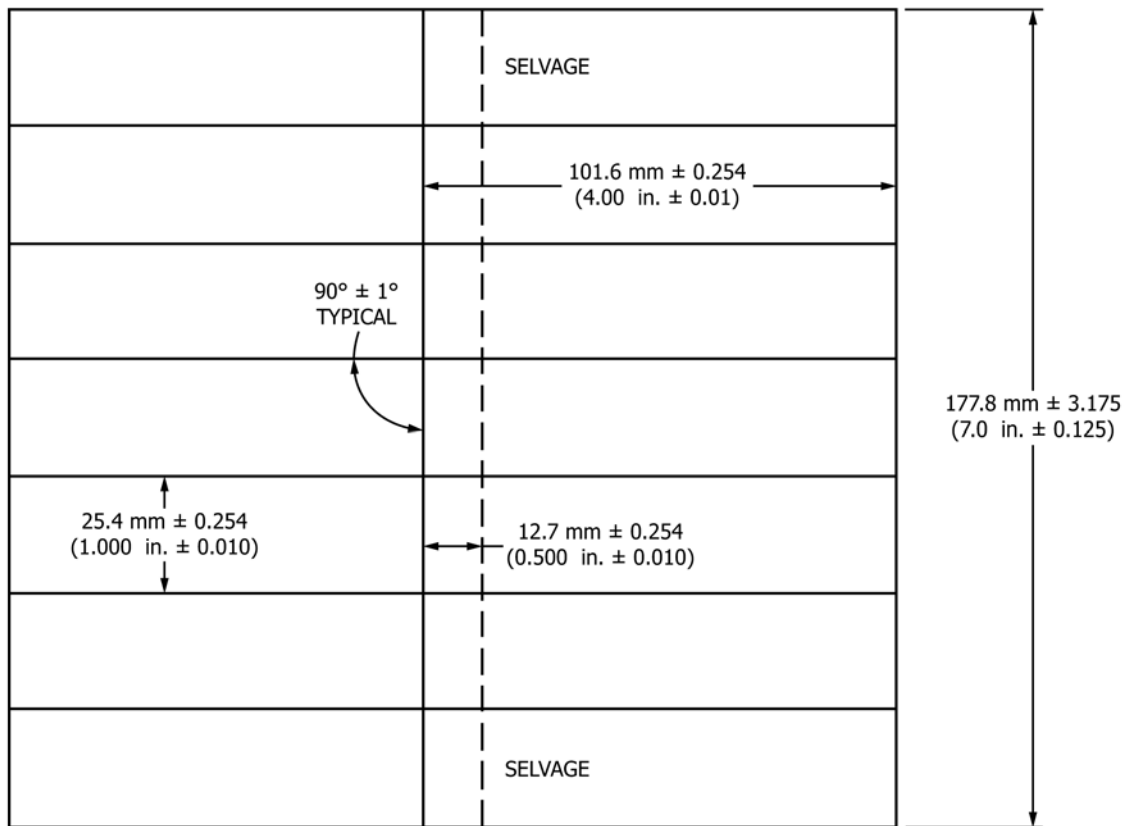 SELVAGE
101.6 mm ± 0.254
(4.00 in. ± 0.01)
90° ± 1°
TYPICAL
177.8 mm ± 3.175
(7.0 in. ± 0.125)
25.4 mm ± 0.254
(1.000 in. ± 0.010)
12.7 mm ± 0.254
(0.500 in. ± 0.010)
SELVAGE